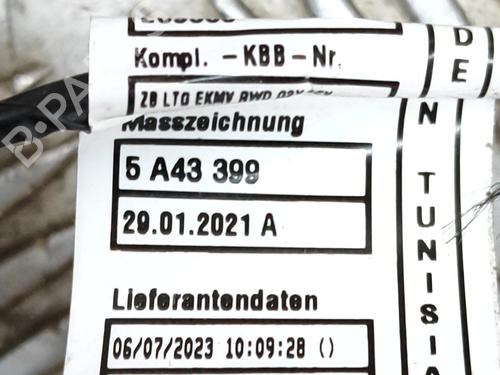 Kompl. -KBB-Nr.
ZB LTG EKMV RWD
Masszeichnung
5 A43 399
29.01.2021 A
Lieferantendaten
06/07/2023 10:09:28 ()
DE
N TUNISIA
B-PA